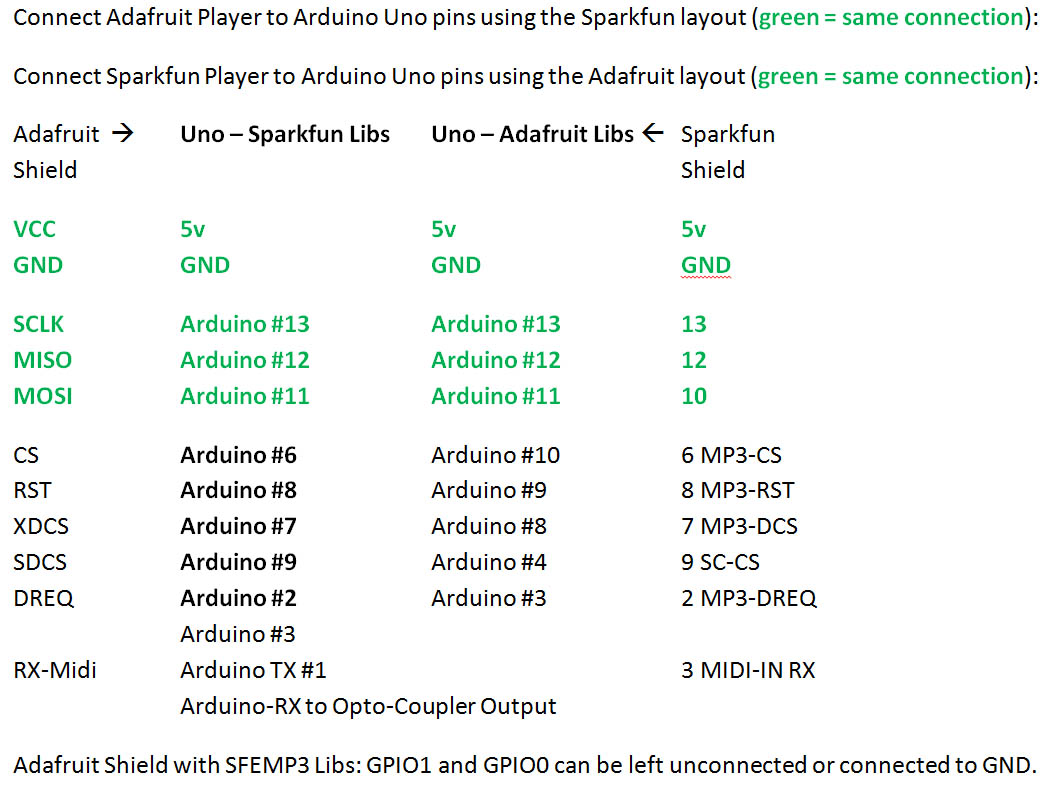 Connect Adafruit Player to Arduino Uno pins using the Sparkfun layout (green = same connection):
Connect Sparkfun Player to Arduino Uno pins using the Adafruit layout (green = same connection):
Adafruit → Uno – Sparkfun Libs Uno – Adafruit Libs ← Sparkfun
Shield Shield
VCC 5v 5v 5v
GND GND GND GND
SCLK Arduino #13 Arduino #13 13
MISO Arduino #12 Arduino #12 12
MOSI Arduino #11 Arduino #11 10
CS Arduino #6 Arduino #10 6 MP3-CS
RST Arduino #8 Arduino #9 8 MP3-RST
XDCS Arduino #7 Arduino #8 7 MP3-DCS
SDCS Arduino #9 Arduino #4 9 SC-CS
DREQ Arduino #2 Arduino #3 2 MP3-DREQ
Arduino #3
RX-Midi Arduino TX #1 3 MIDI-IN RX
Arduino-RX to Opto-Coupler Output
Adafruit Shield with SFEMP3 Libs: GPIO1 and GPIO0 can be left unconnected or connected to GND.